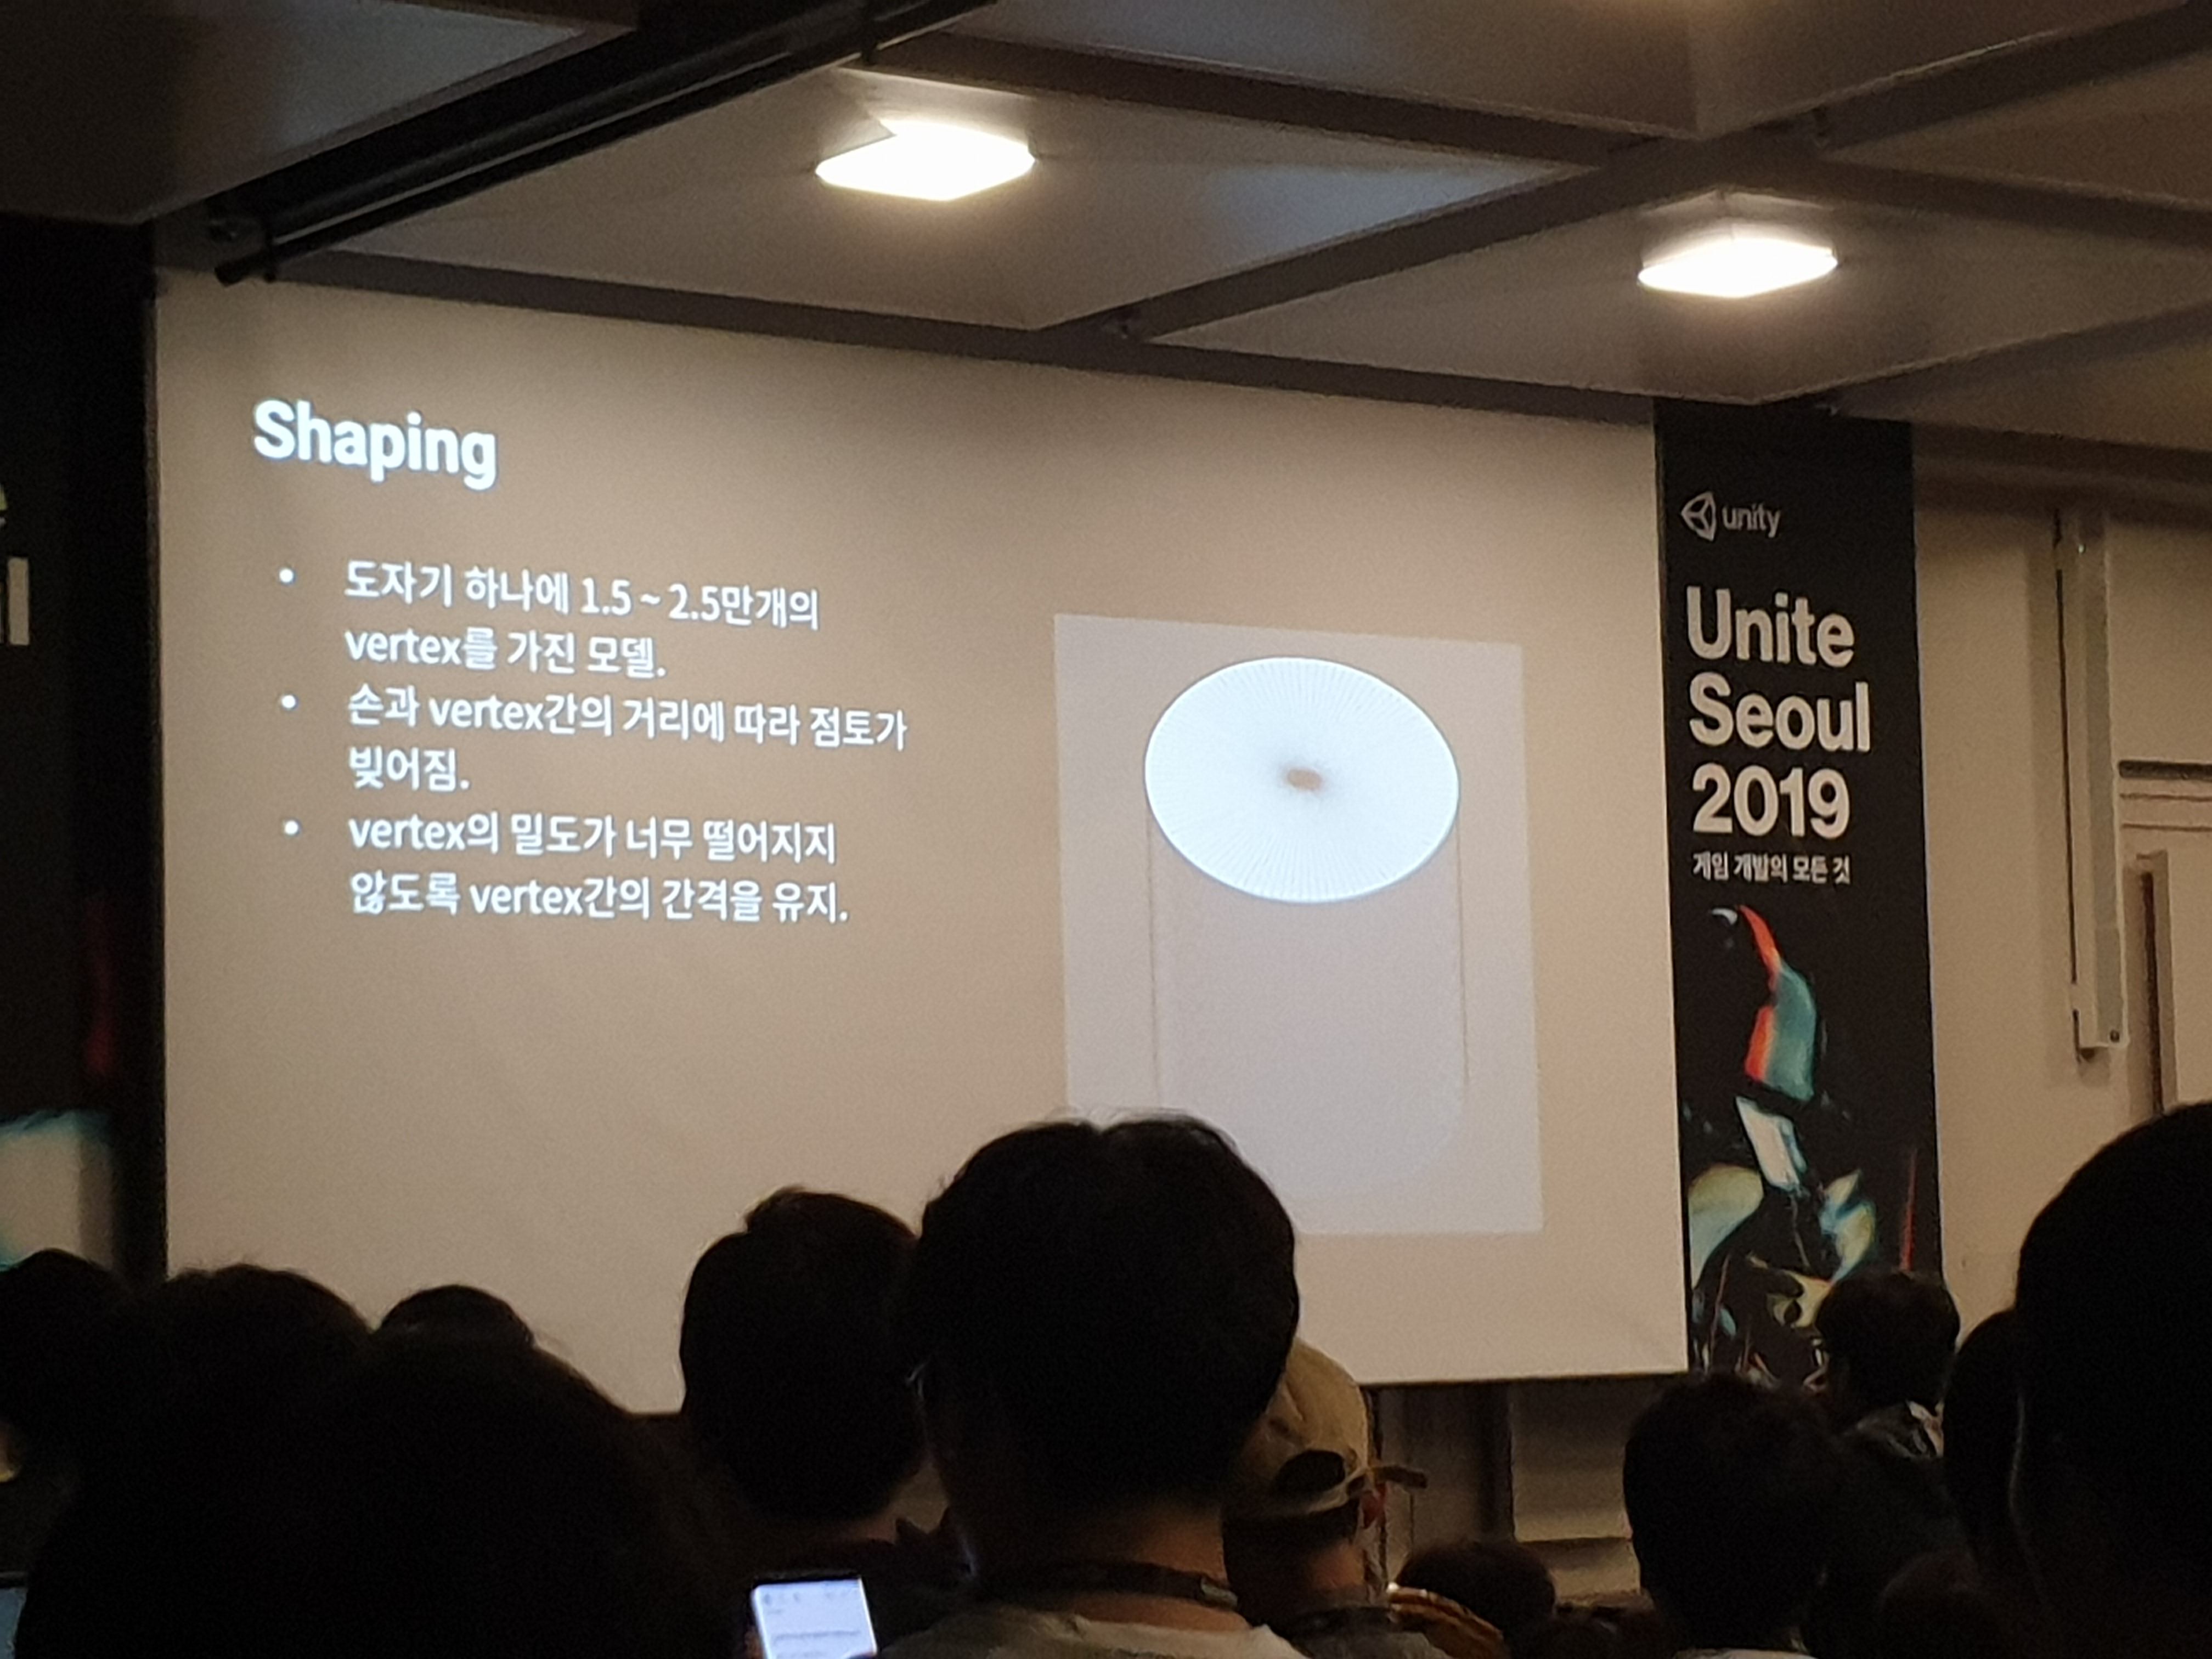 Shaping
• 도자기 하나에 1.5 ~ 2.5만개의
vertex를 가진 모델.
• 손과 vertex간의 거리에 따라 점토가
빚어짐.
• vertex의 밀도가 너무 떨어지지
않도록 vertex간의 간격을 유지.
unity
Unite
Seoul
2019
게임 개발의 모든 것